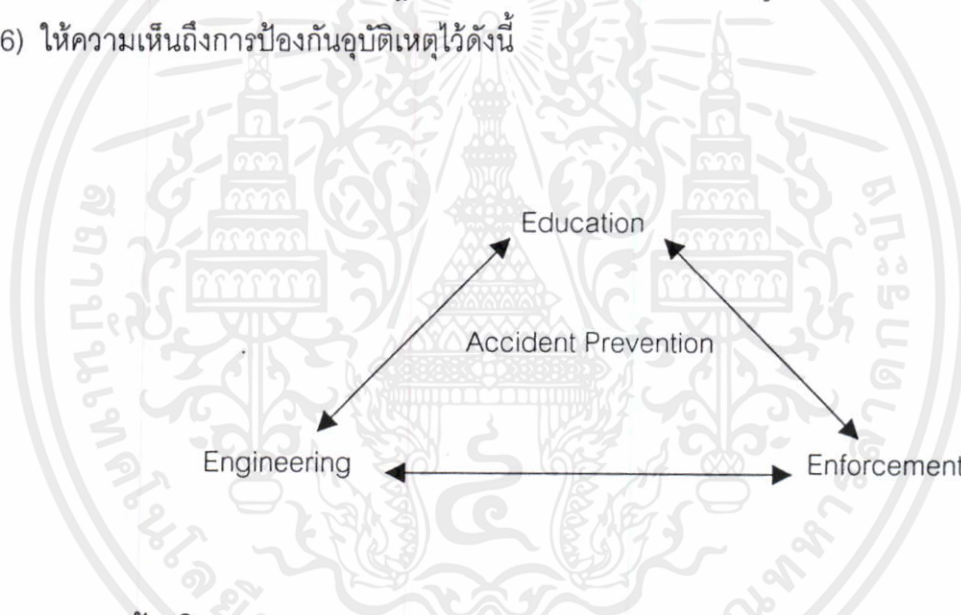 6) ให้ความเห็นถึงการป้องกันอุบัติเหตุไว้ดังนี้
Education
Accident Prevention
Engineering
Enforcement